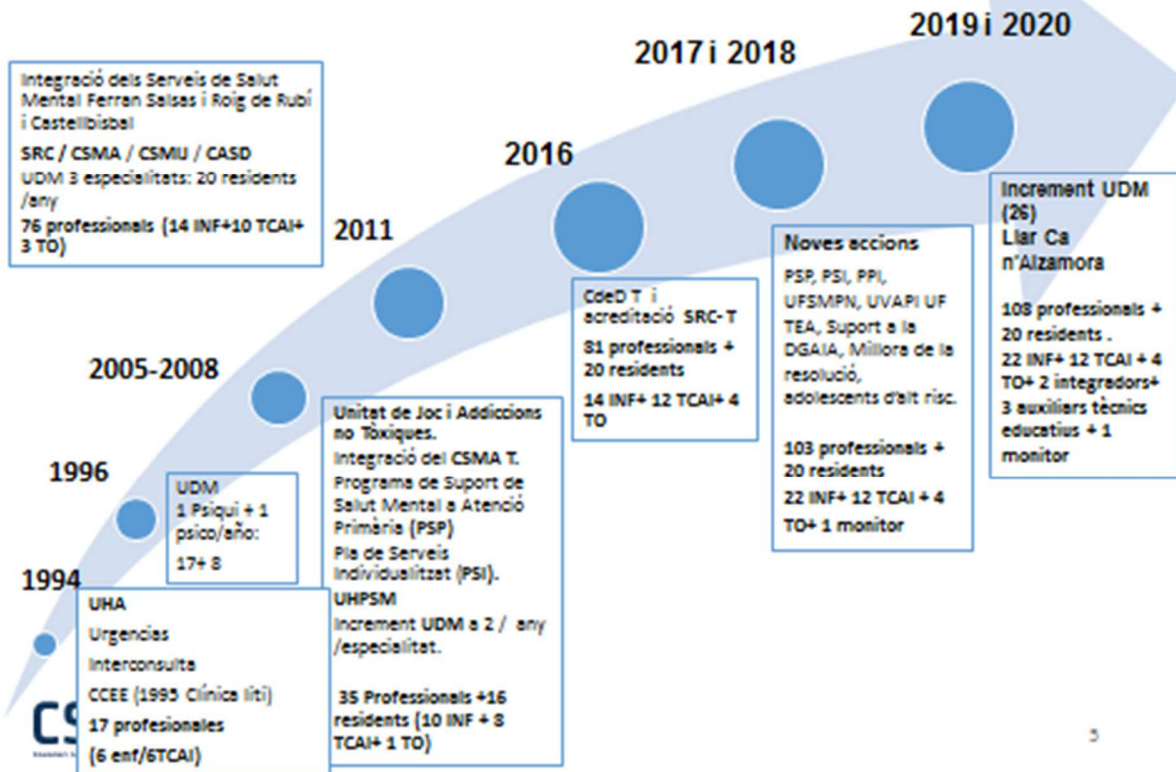 2019 i 2020
2017 i 2018
Integració dels Serveis de Salut
Mental Ferran Salsas i Roig de Rubí
i Castellbisbal
SRC / CSMA / CSMIJ / CASD
UDM 3 especialitats: 20 residents
/any
76 professionals (14 INF+10 TCAI+
3 TO)
2016
2011
2005-2008
1996
1994
Increment UDM
(26)
Llar Ca
n'Alzamora
108 professionals +
20 residents .
22 INF+ 12 TCAI + 4
TO+ 2 integradors+
3 auxiliars tècnics
educatius + 1
monitor
Noves accions
PSP, PSI, PPI,
UFSMPN, UVAPI UF
TEA, Suport a la
DGAIA, Millora de la
resolució,
adolescents d'alt risc.
103 professionals +
20 residents
22 INF+ 12 TCAI + 4
TO+ 1 monitor
CdeD T i
acreditació SRC-T
81 professionals +
20 residents
14 INF+ 12 TCAI+ 4
TO
Unitat de Joc i Addiccions
no Tòxiques.
Integració del CSMA T.
Programa de Suport de
Salut Mental a Atenció
Primària (PSP)
Pla de Serveis
Individualitzat (PSI).
UHPSM
Increment UDM a 2 / any
/especialitat.
35 Professionals +16
residents (10 INF + 8
TCAI+ 1 TO)
UDM
1 Psiqui + 1
psico/año:
17+ 8
UHA
Urgencias
Interconsulta
CCEE (1995 Clínica liti)
17 profesionales
(6 enf/6TCAI)
CS